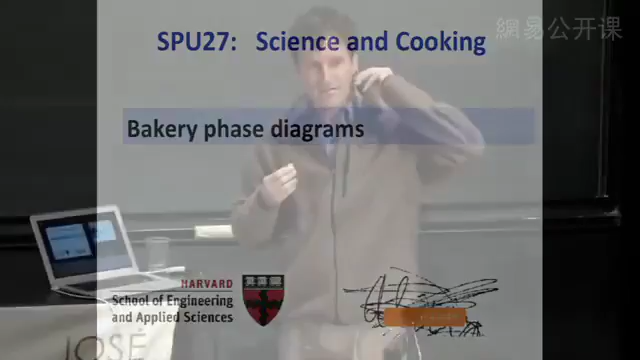 網易公开课
SPU27: Science and Cooking
Bakery phase diagrams
HARVARD
School of Engineering
and Applied Sciences
JOSÉ